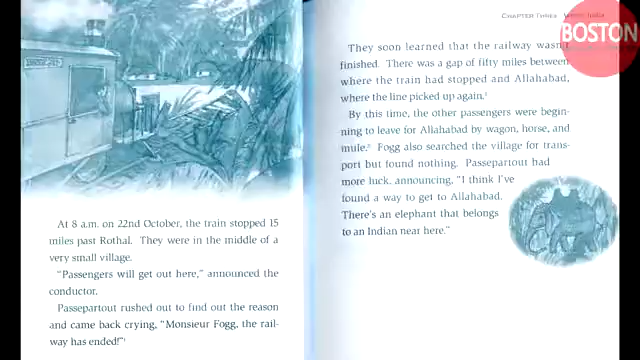 At 8 a.m. on 22nd October, the train stopped 15
miles past Rothal. They were in the middle of a
very small village.
"Passengers will get out here," announced the
conductor.
Passepartout rushed out to find out the reason
and came back crying, "Monsieur Fogg, the rail-
way has ended!"¹
CHAPTER THREE
BOSTON
They soon learned that the railway wasn't
finished. There was a gap of fifty miles between
where the train had stopped and Allahabad,
where the line picked up again.¹
By this time, the other passengers were begin-
ning to leave for Allahabad by wagon, horse, and
mule.² Fogg also searched the village for trans-
port but found nothing. Passepartout had
more luck, announcing, "I think I've
found a way to get to Allahabad.
There's an elephant that belongs
to an Indian near here."